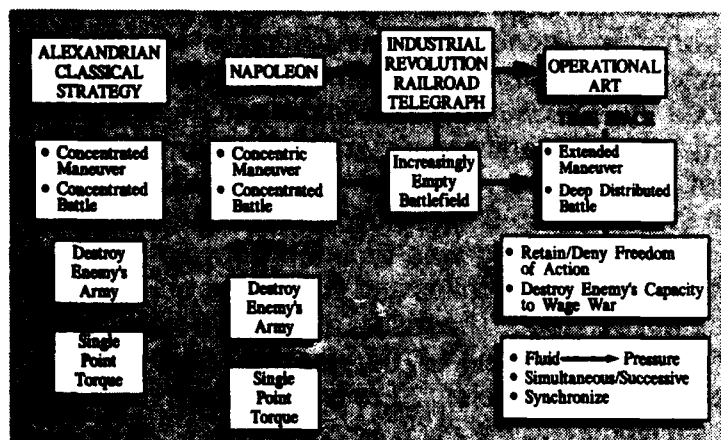 ALEXANDRIAN
CLASSICAL
STRATEGY
NAPOLEON
INDUSTRIAL
REVOLUTION
RAILROAD
TELEGRAPH
OPERATIONAL
ART
TIME SPACE
• Concentrated
Maneuver
• Concentrated
Battle
• Concentric
Maneuver
• Concentrated
Battle
Increasingly
Empty
Battlefield
• Extended
Maneuver
• Deep Distributed
Battle
Destroy
Enemy's
Army
Destroy
Enemy's
Army
• Retain/Deny Freedom
of Action
• Destroy Enemy's Capacity
to Wage War
Single
Point
Torque
Single
Point
Torque
• Fluid → Pressure
• Simultaneous/Successive
• Synchronize